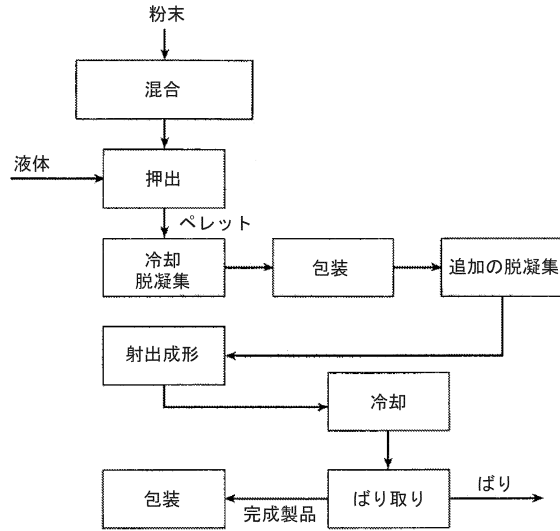 粉末
混合
液体
押出
ペレット
冷却
脱凝集
包装
追加の脱凝集
射出成形
冷却
包装
完成製品
ばり取り
ばり